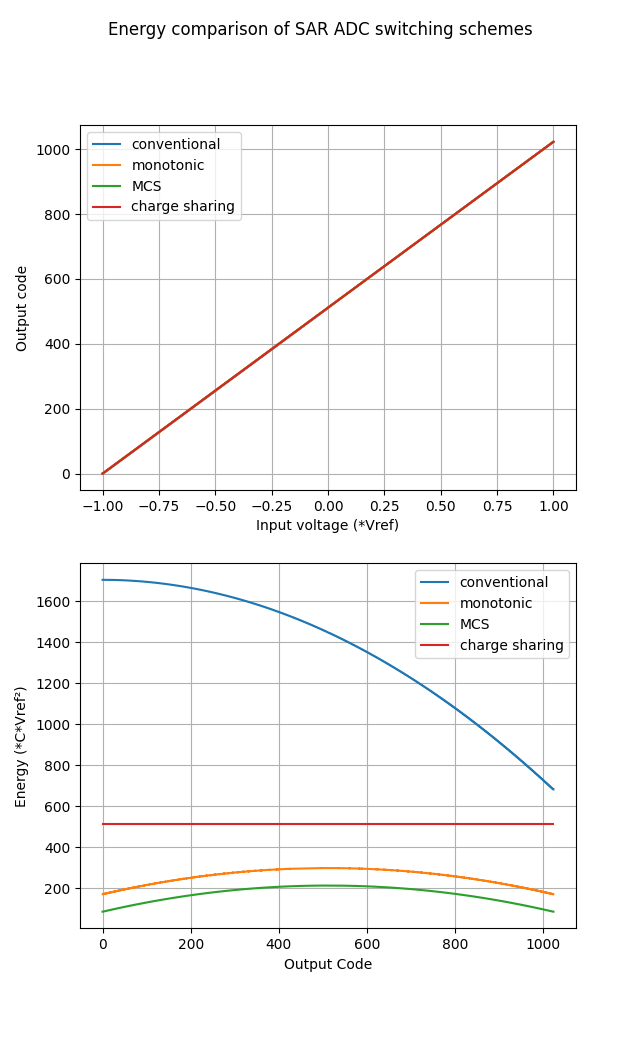 Energy comparison of SAR ADC switching schemes
conventional
monotonic
MCS
charge sharing
Output code
1000
800
600
400
200
0
−1.00 −0.75 −0.50 −0.25 0.00 0.25 0.50 0.75 1.00
Input voltage (*Vref)
conventional
monotonic
MCS
charge sharing
Energy (*C*Vref²)
1600
1400
1200
1000
800
600
400
200
0 200 400 600 800 1000
Output Code